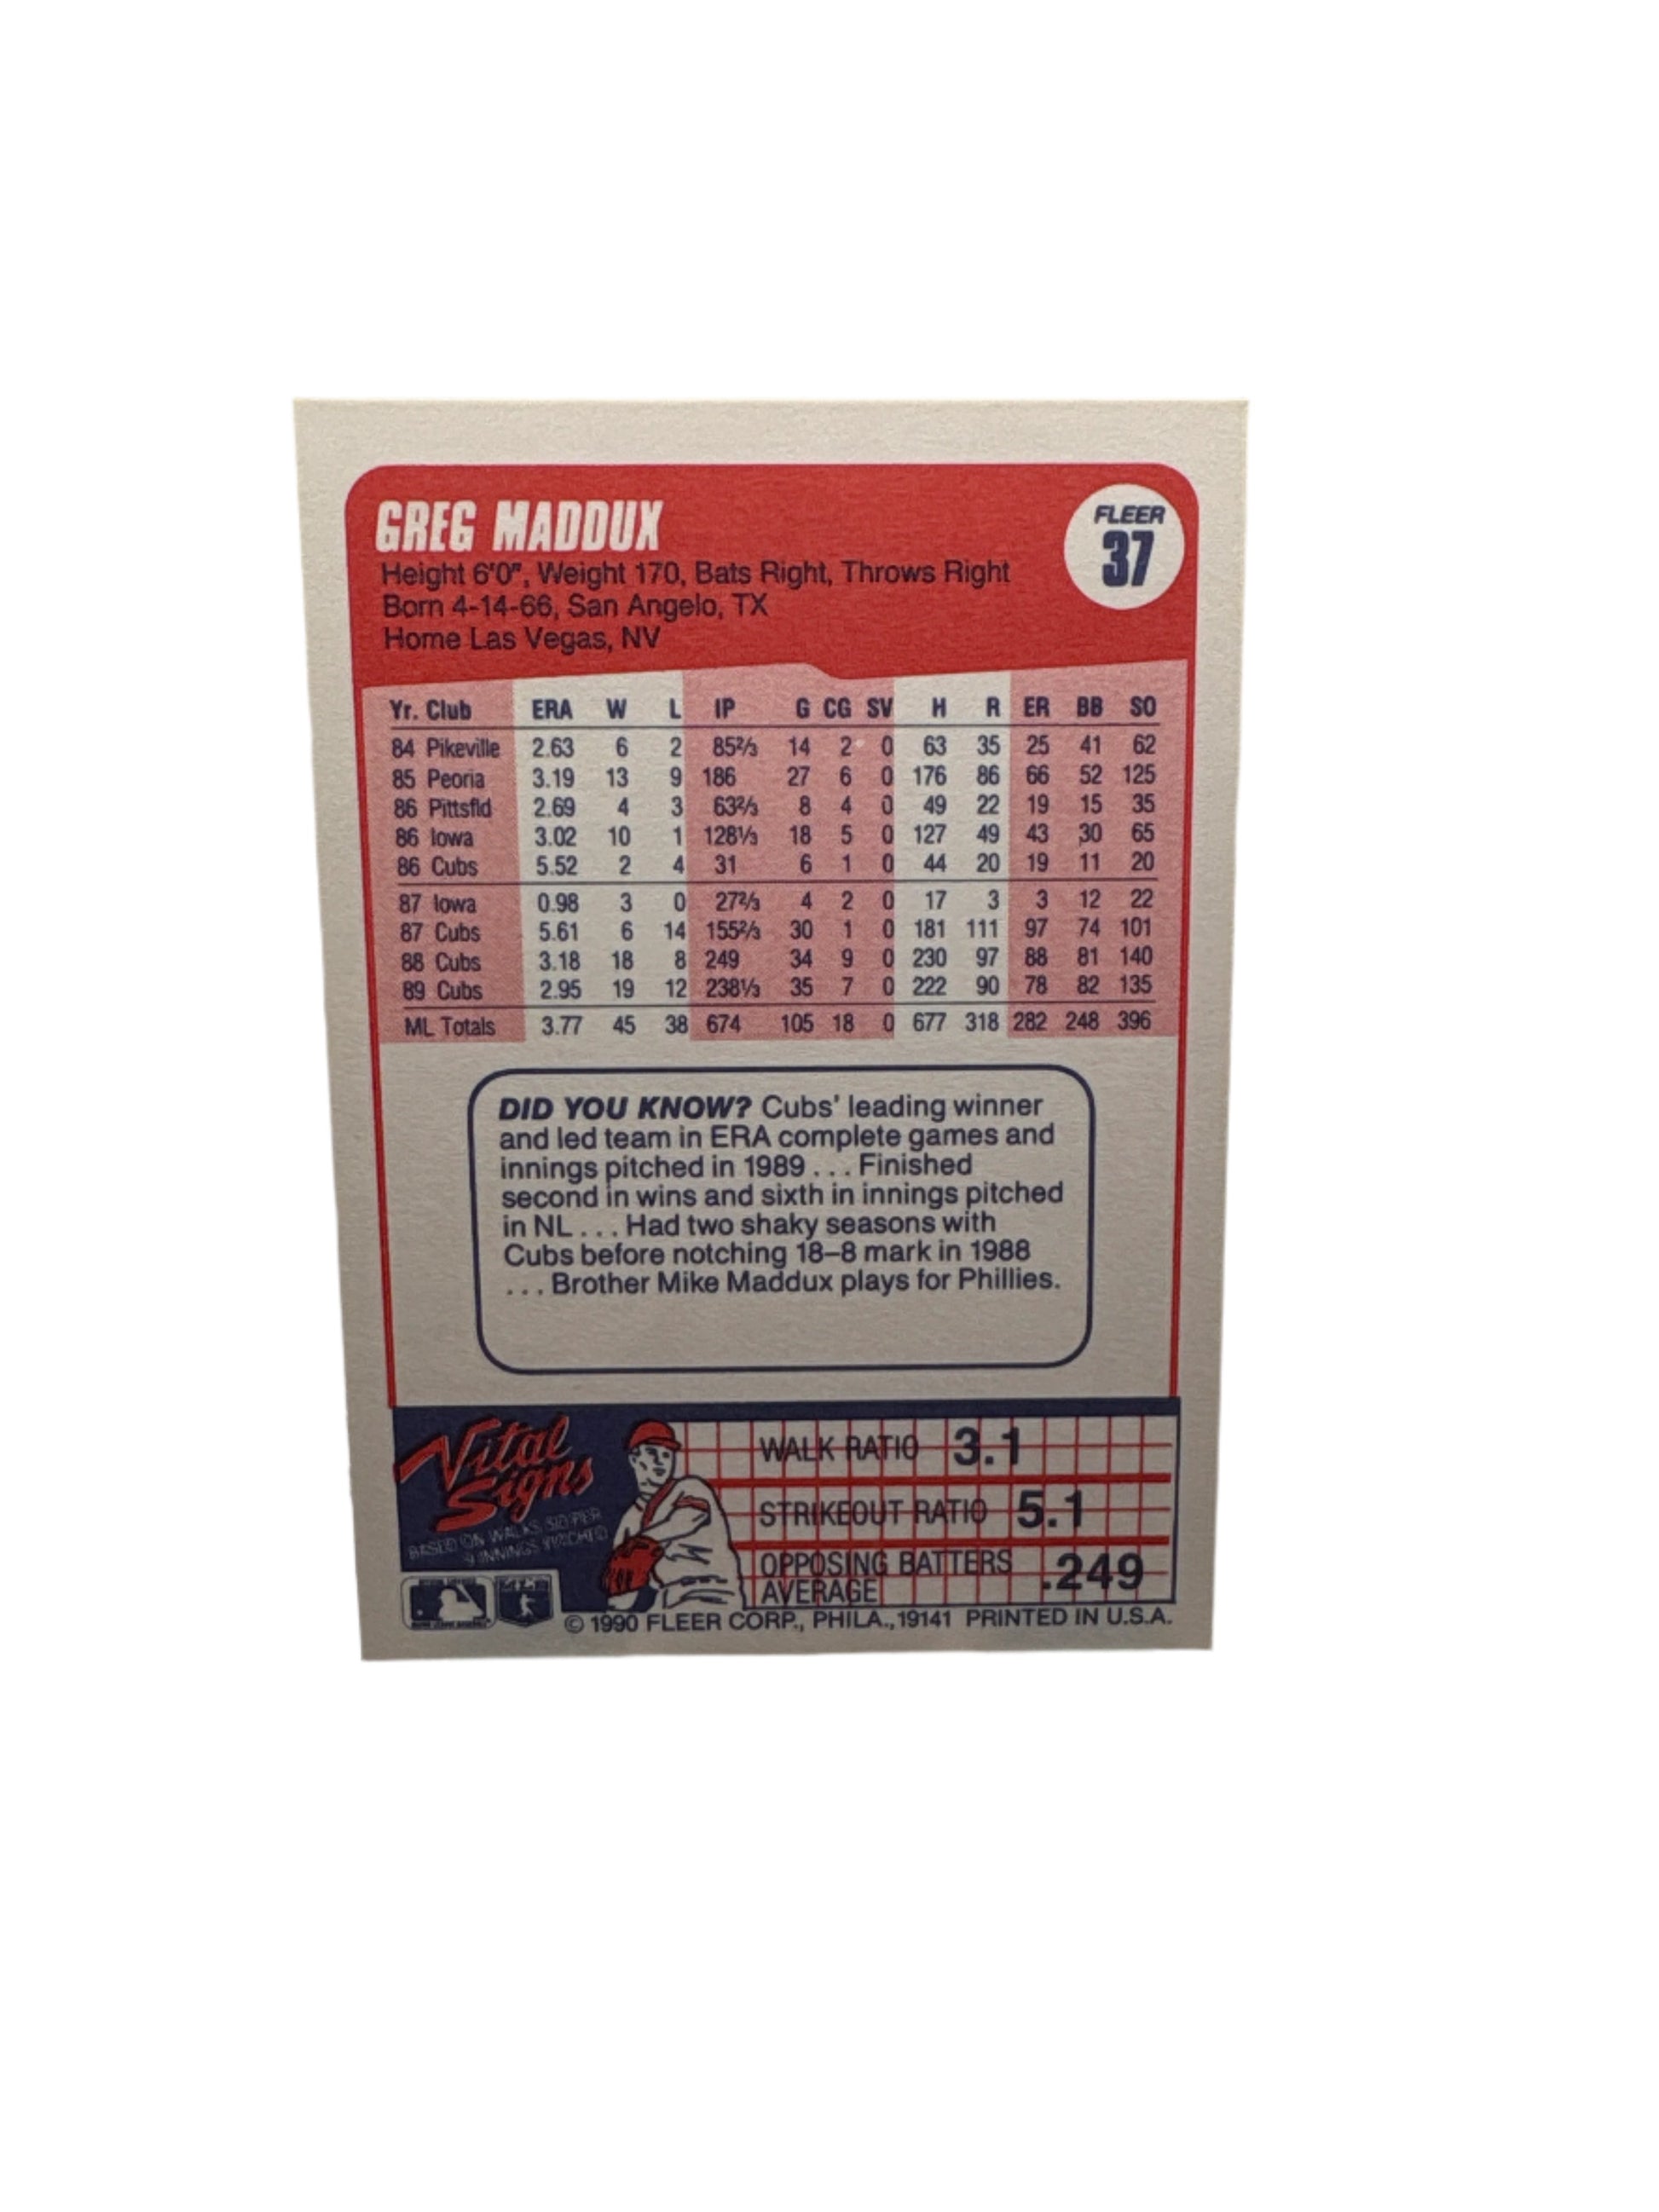 GREG MADDUX
FLEER
37
Height 6'0", Weight 170, Bats Right, Throws Right
Born 4-14-66, San Angelo, TX
Home Las Vegas, NV
Yr. Club ERA W L IP G CG SV H R ER BB SO
84 Pikeville 2.63 6 2 85⅔ 14 2 0 63 35 25 41 62
85 Peoria 3.19 13 9 186 27 6 0 176 86 66 52 125
86 Pittsfld 2.69 4 3 63⅔ 8 4 0 49 22 19 15 35
86 Iowa 3.02 10 1 128⅓ 18 5 0 127 49 43 30 65
86 Cubs 5.52 2 4 31 6 1 0 44 20 19 11 20
87 Iowa 0.98 3 0 27⅔ 4 2 0 17 3 3 12 22
87 Cubs 5.61 6 14 155⅔ 30 1 0 181 111 97 74 101
88 Cubs 3.18 18 8 249 34 9 0 230 97 88 81 140
89 Cubs 2.95 19 12 238⅓ 35 7 0 222 90 78 82 135
ML Totals 3.77 45 38 674 105 18 0 677 318 282 248 396
DID YOU KNOW? Cubs' leading winner
and led team in ERA complete games and
innings pitched in 1989 . . . Finished
second in wins and sixth in innings pitched
in NL . . . Had two shaky seasons with
Cubs before notching 18–8 mark in 1988
. . . Brother Mike Maddux plays for Phillies.
Vital
Signs
BASED ON WALKS, SO PER
9 INNINGS PITCHED
WALK RATIO 3.1
STRIKEOUT RATIO 5.1
OPPOSING BATTERS
AVERAGE .249
© 1990 FLEER CORP., PHILA., 19141 PRINTED IN U.S.A.